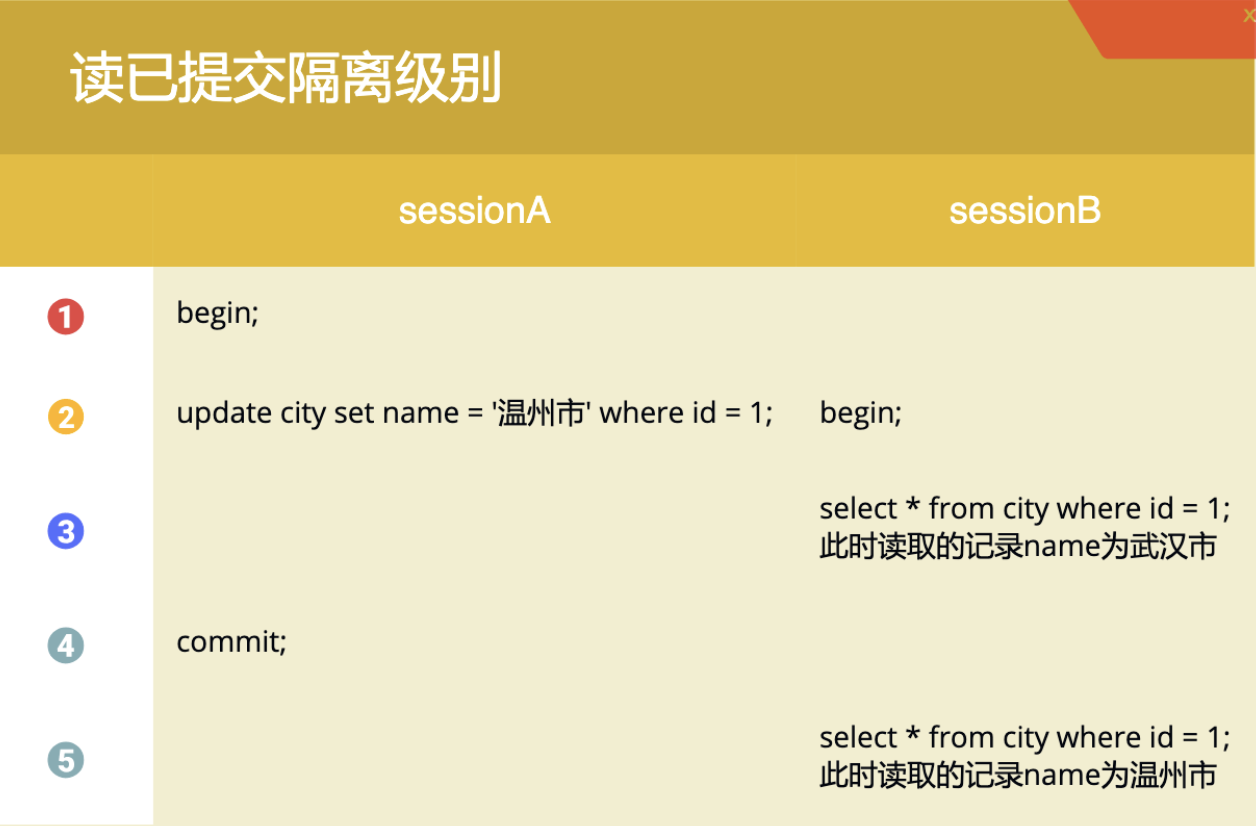 x
读已提交隔离级别
sessionA
sessionB
1
begin;
2
update city set name = '温州市' where id = 1;
begin;
3
select * from city where id = 1;
此时读取的记录name为武汉市
4
commit;
5
select * from city where id = 1;
此时读取的记录name为温州市